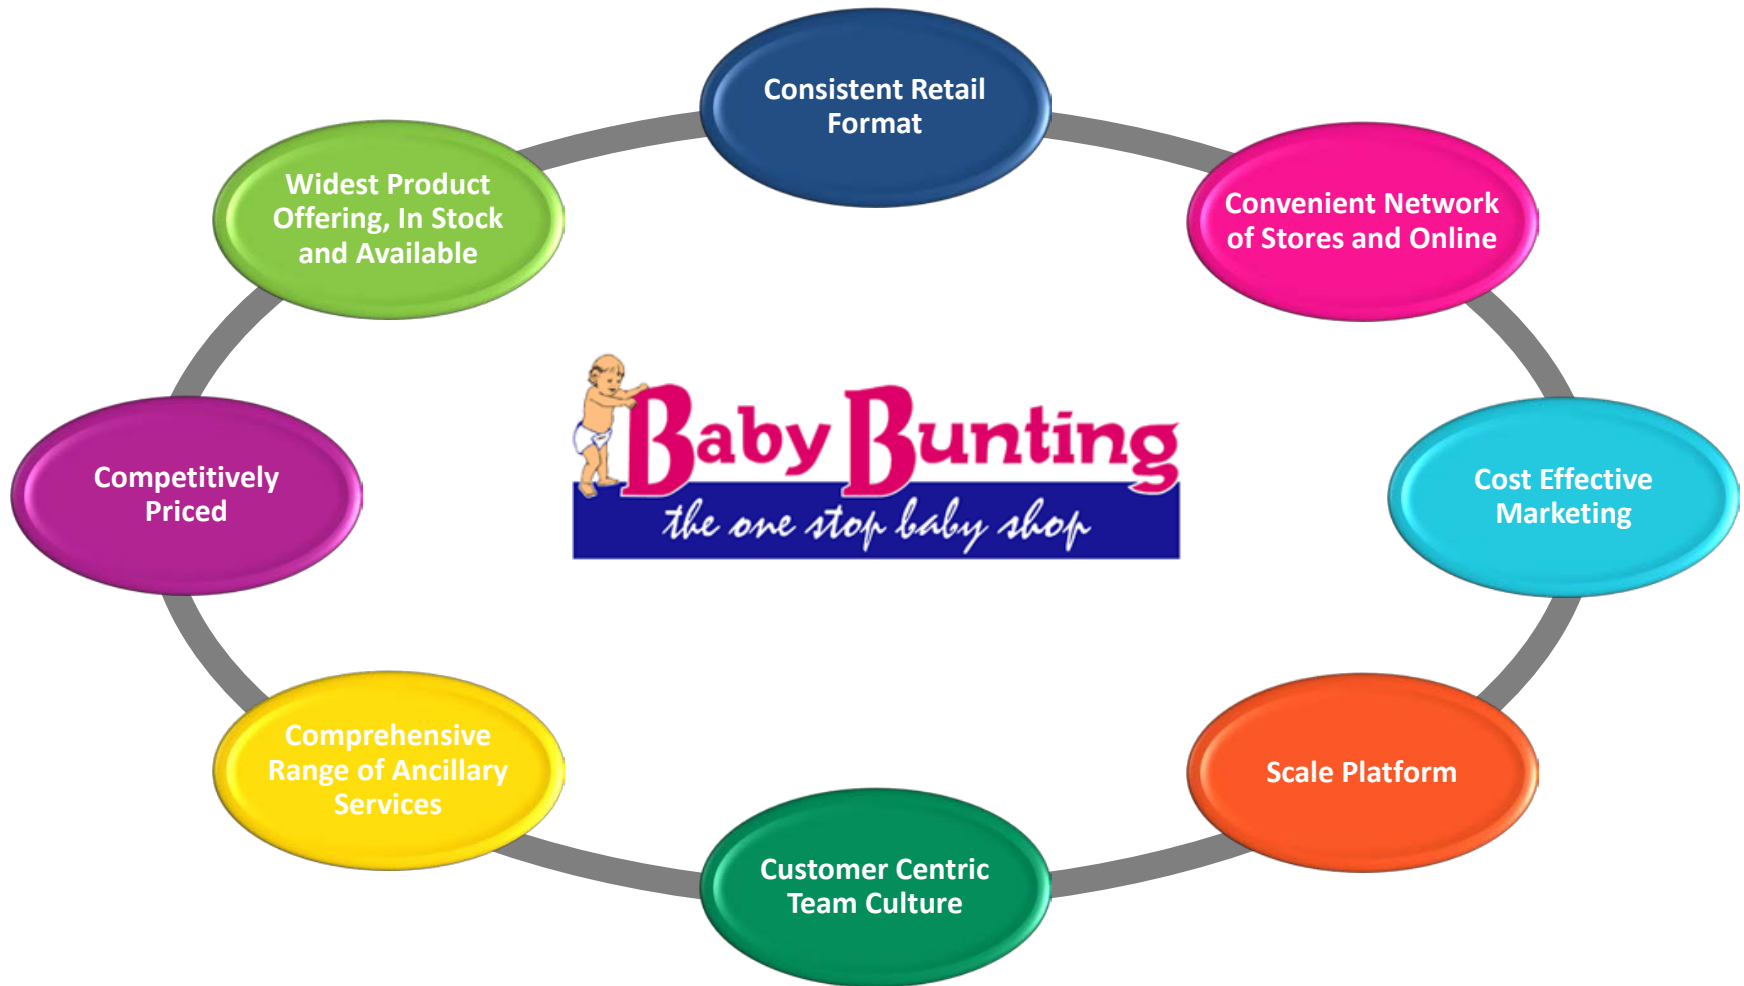 Consistent Retail
Format
Widest Product
Offering, In Stock
and Available
Convenient Network
of Stores and Online
Baby Bunting
the one stop baby shop
Competitively
Priced
Cost Effective
Marketing
Comprehensive
Range of Ancillary
Services
Scale Platform
Customer Centric
Team Culture